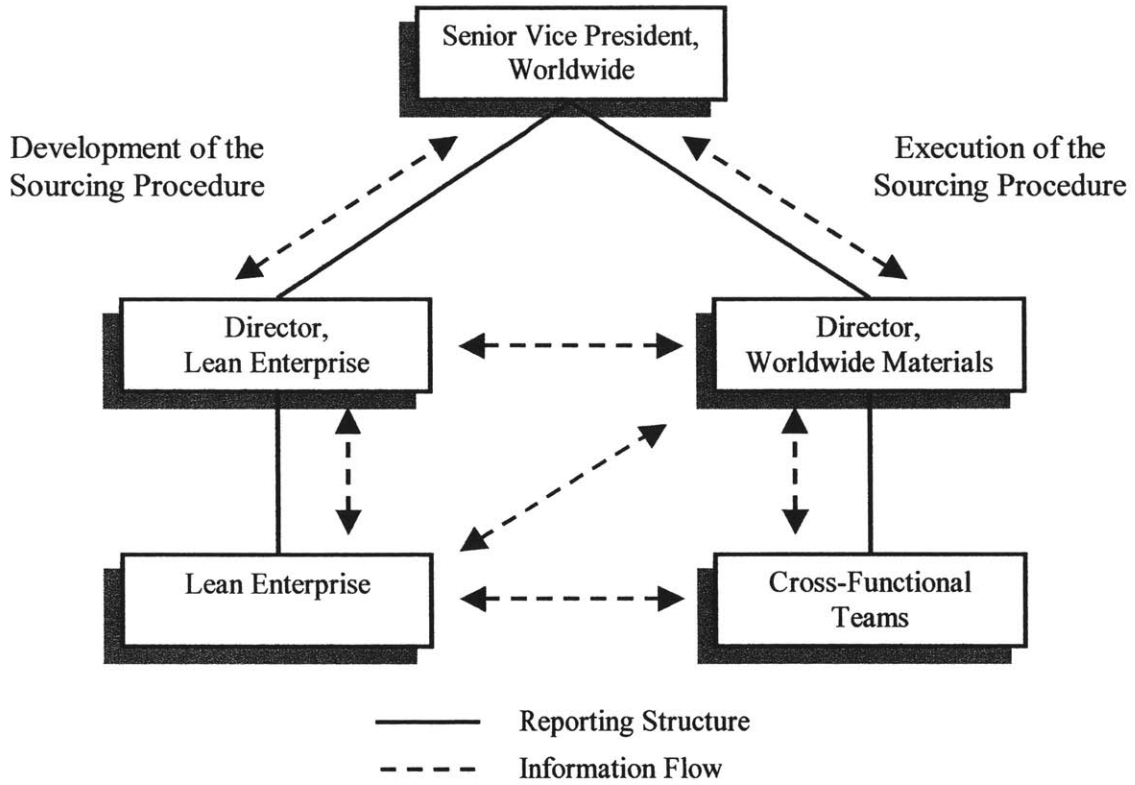 Senior Vice President,
Worldwide
Development of the
Sourcing Procedure
Execution of the
Sourcing Procedure
Director,
Lean Enterprise
Director,
Worldwide Materials
Lean Enterprise
Cross-Functional
Teams
Reporting Structure
Information Flow